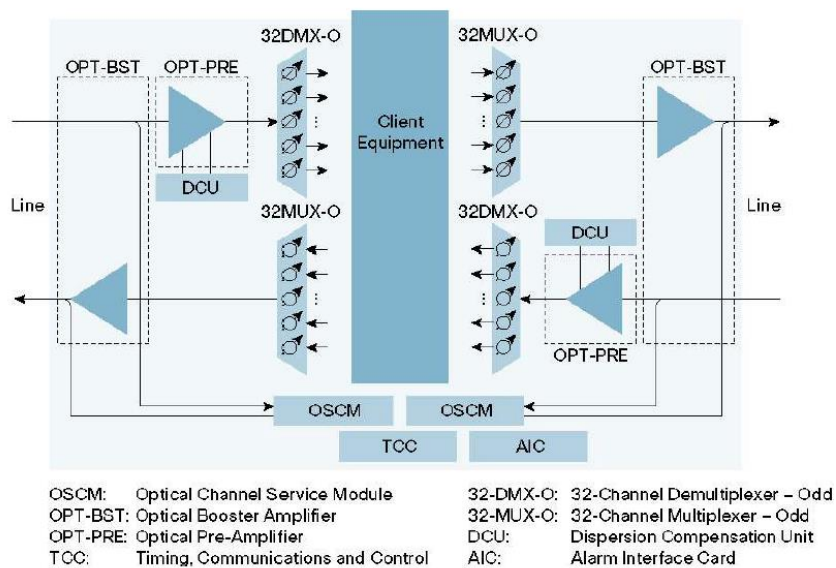 32DMX-O
32MUX-O
OPT-BST
OPT-PRE
OPT-BST
Client
Equipment
DCU
Line
32MUX-O
32DMX-O
Line
DCU
OPT-PRE
OSCM
OSCM
TCC
AIC
OSCM: Optical Channel Service Module
OPT-BST: Optical Booster Amplifier
OPT-PRE: Optical Pre-Amplifier
TCC: Timing, Communications and Control
32-DMX-O: 32-Channel Demultiplexer – Odd
32-MUX-O: 32-Channel Multiplexer – Odd
DCU: Dispersion Compensation Unit
AIC: Alarm Interface Card